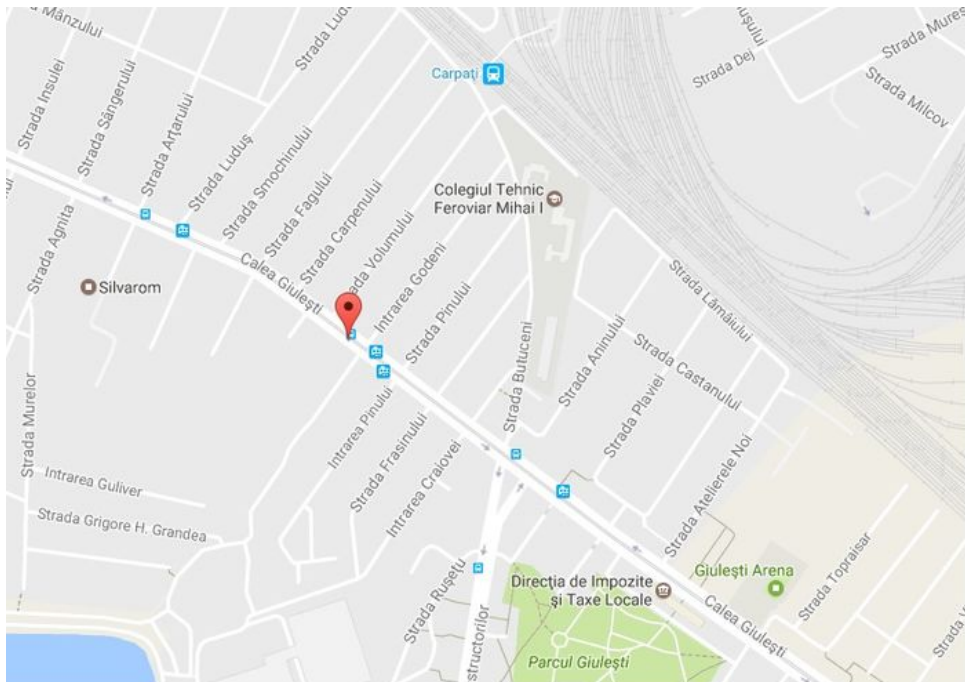 Mânzului
Strada Insulei
Strada Sângerului
Strada Arțarului
Strada Luduș
Strada Smochinului
Strada Fagului
Strada Carpenului
Volumului
Intrarea Godeni
Strada Pinului
Carpați
Strada Dej
Strada Milcov
Colegiul Tehnic
Feroviar Mihai I
Strada Agnita
Silvarom
Calea Giulești
Strada Lămâiului
Strada Butuceni
Strada Aninului
Strada Castanului
Strada Plaviei
Strada Atelierele Noi
Strada Murelor
Intrarea Pinului
Strada Frasinului
Intrarea Craiovei
Intrarea Guliver
Strada Grigore H. Grandea
Strada Rușețu
Direcția de Impozite
și Taxe Locale
Giulești Arena
Strada Topraisar
Calea Giulești
Parcul Giulești